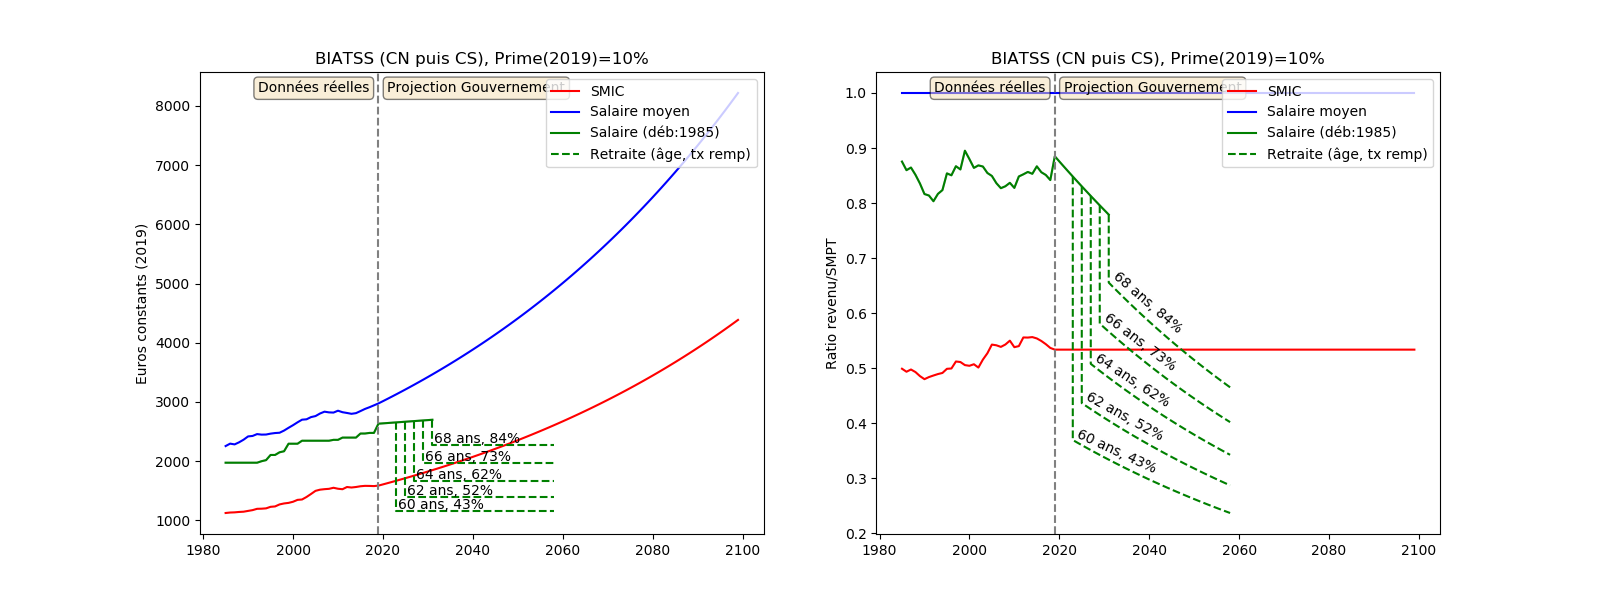 BIATSS (CN puis CS), Prime(2019)=10%
Données réelles
Projection Gouvernement
SMIC
Salaire moyen
Salaire (déb:1985)
Retraite (âge, tx remp)
Euros constants (2019)
8000
7000
6000
5000
4000
3000
2000
1000
68 ans, 84%
66 ans, 73%
64 ans, 62%
62 ans, 52%
60 ans, 43%
1980 2000 2020 2040 2060 2080 2100
BIATSS (CN puis CS), Prime(2019)=10%
Données réelles
Projection Gouvernement
SMIC
Salaire moyen
Salaire (déb:1985)
Retraite (âge, tx remp)
Ratio revenu/SMPT
1.0
0.9
0.8
0.7
0.6
0.5
0.4
0.3
0.2
68 ans, 84%
66 ans, 73%
64 ans, 62%
62 ans, 52%
60 ans, 43%
1980 2000 2020 2040 2060 2080 2100